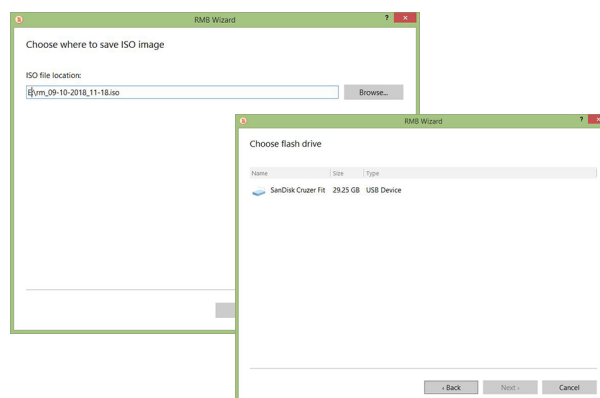 RMB Wizard
?
Choose where to save ISO image
ISO file location:
E:\rm_09-10-2018_11-18.iso
Browse...
RMB Wizard
?
Choose flash drive
Name Size Type
SanDisk Cruzer Fit 29.25 GB USB Device
‹ Back Next › Cancel